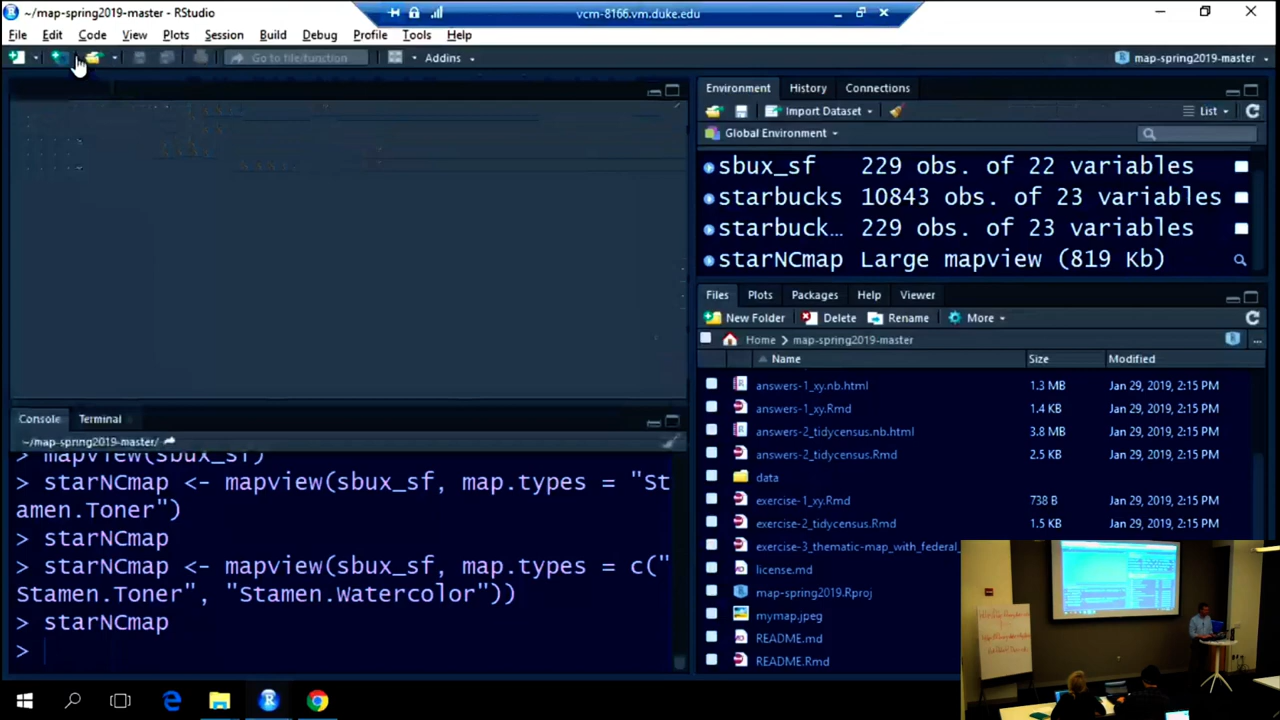 ~/map-spring2019-master - RStudio
vcm-8166.vm.duke.edu
File Edit Code View Plots Session Build Debug Profile Tools Help
Go to file/function Addins map-spring2019-master
Environment History Connections
Import Dataset List
Global Environment
sbux_sf 229 obs. of 22 variables
starbucks 10843 obs. of 23 variables
starbuck... 229 obs. of 23 variables
starNCmap Large mapview (819 Kb)
Files Plots Packages Help Viewer
New Folder Delete Rename More
Home map-spring2019-master ...
Name Size Modified
answers-1_xy.nb.html 1.3 MB Jan 29, 2019, 2:15 PM
answers-1_xy.Rmd 1.4 KB Jan 29, 2019, 2:15 PM
answers-2_tidycensus.nb.html 3.8 MB Jan 29, 2019, 2:15 PM
answers-2_tidycensus.Rmd 2.5 KB Jan 29, 2019, 2:15 PM
data
exercise-1_xy.Rmd 738 B Jan 29, 2019, 2:15 PM
exercise-2_tidycensus.Rmd 1.5 KB Jan 29, 2019, 2:15 PM
exercise-3_thematic-map_with_federal_
license.md
map-spring2019.Rproj
mymap.jpeg
README.md
README.Rmd
Console Terminal
~/map-spring2019-master/
> mapview(sbux_sf)
> starNCmap <- mapview(sbux_sf, map.types = "St
amen.Toner")
> starNCmap
> starNCmap <- mapview(sbux_sf, map.types = c("
Stamen.Toner", "Stamen.Watercolor"))
> starNCmap
>